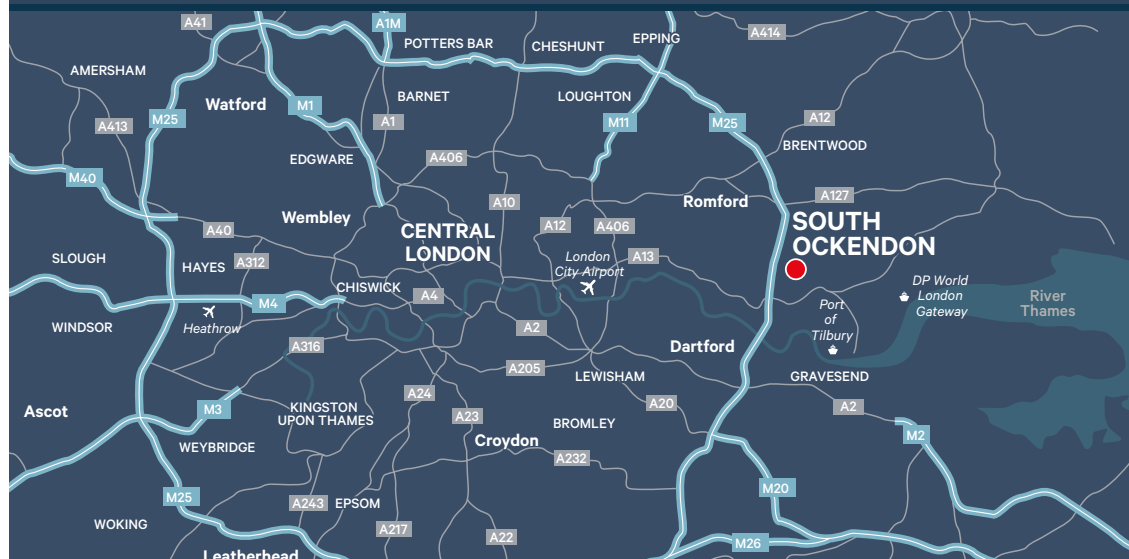 A41
A1M
POTTERS BAR
CHESHUNT
EPPING
A414
AMERSHAM
Watford
M1
BARNET
LOUGHTON
A413
M25
A1
M11
M25
A12
BRENTWOOD
EDGWARE
A406
M40
Romford
A127
Wembley
A10
A12
A406
SOUTH
OCKENDON
A40
CENTRAL
LONDON
SLOUGH
HAYES
A312
London
City Airport
A13
CHISWICK
A4
DP World
London
Gateway
River
Thames
M4
Heathrow
WINDSOR
Port
of
Tilbury
A2
A316
Dartford
A205
LEWISHAM
GRAVESEND
A24
A20
A2
Ascot
M3
KINGSTON
UPON THAMES
A23
BROMLEY
M2
WEYBRIDGE
Croydon
A232
M25
A243
EPSOM
M20
WOKING
A217
A22
M26
Leatherhead